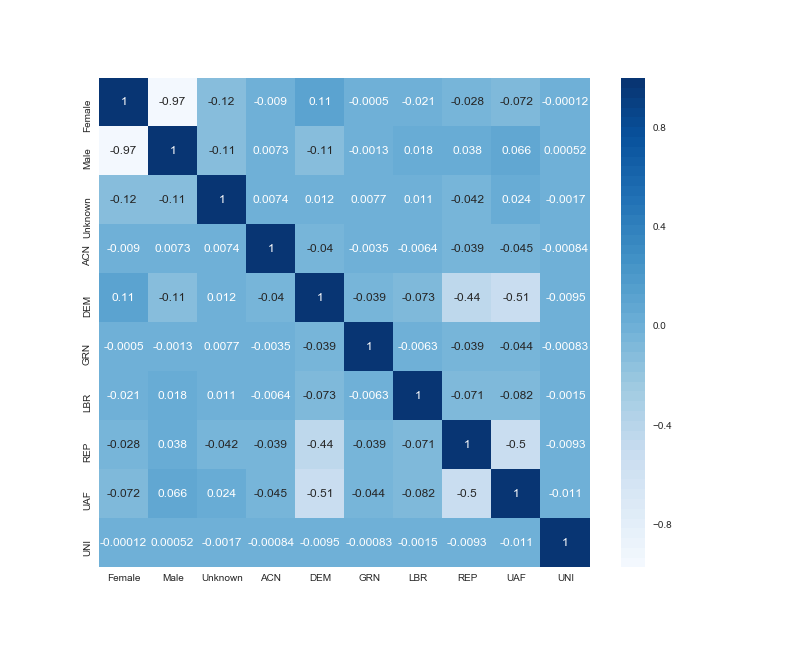 Female 1 -0.97 -0.12 -0.009 0.11 -0.0005 -0.021 -0.028 -0.072 -0.00012
Male -0.97 1 -0.11 0.0073 -0.11 -0.0013 0.018 0.038 0.066 0.00052
Unknown -0.12 -0.11 1 0.0074 0.012 0.0077 0.011 -0.042 0.024 -0.0017
ACN -0.009 0.0073 0.0074 1 -0.04 -0.0035 -0.0064 -0.039 -0.045 -0.00084
DEM 0.11 -0.11 0.012 -0.04 1 -0.039 -0.073 -0.44 -0.51 -0.0095
GRN -0.0005 -0.0013 0.0077 -0.0035 -0.039 1 -0.0063 -0.039 -0.044 -0.00083
LBR -0.021 0.018 0.011 -0.0064 -0.073 -0.0063 1 -0.071 -0.082 -0.0015
REP -0.028 0.038 -0.042 -0.039 -0.44 -0.039 -0.071 1 -0.5 -0.0093
UAF -0.072 0.066 0.024 -0.045 -0.51 -0.044 -0.082 -0.5 1 -0.011
UNI -0.00012 0.00052 -0.0017 -0.00084 -0.0095 -0.00083 -0.0015 -0.0093 -0.011 1
Female Male Unknown ACN DEM GRN LBR REP UAF UNI
0.8
0.4
0.0
−0.4
−0.8